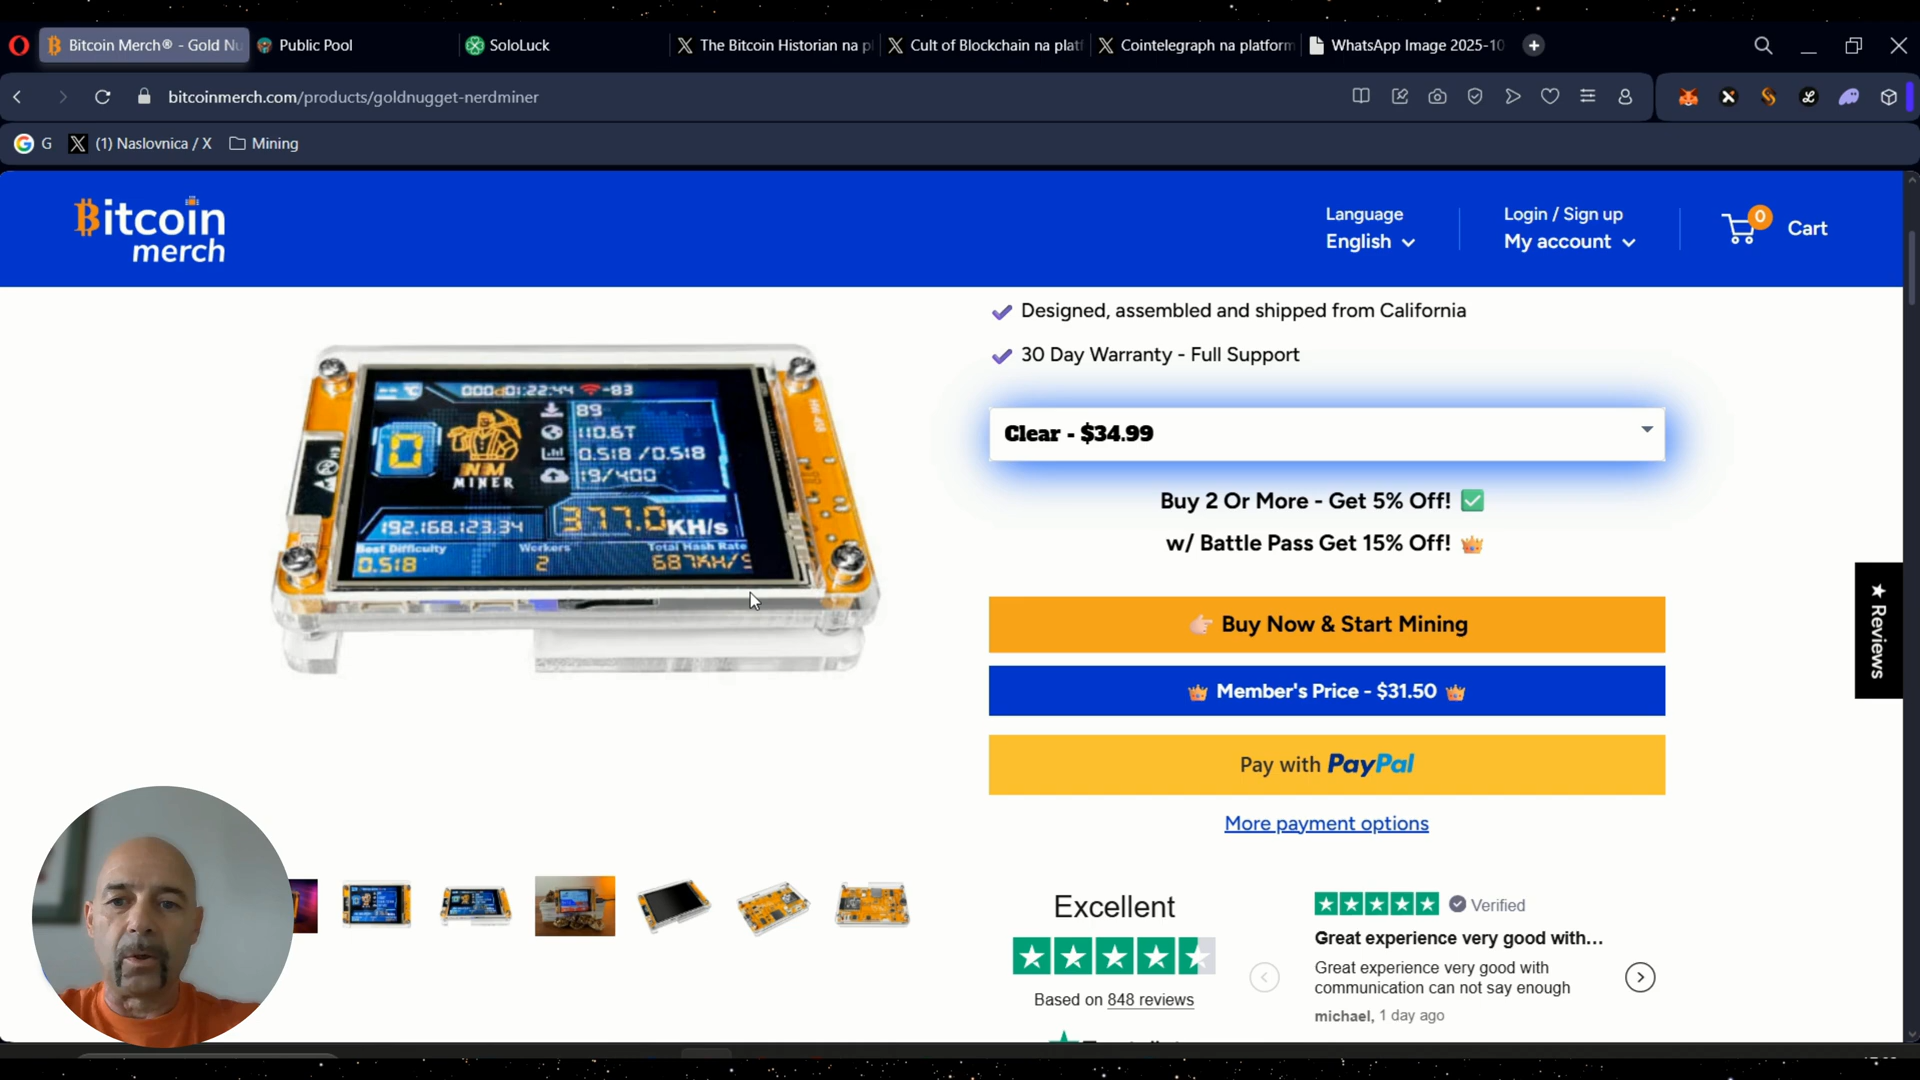 Bitcoin Merch® - Gold Nu
Public Pool
SoloLuck
The Bitcoin Historian na pl
Cult of Blockchain na platf
Cointelegraph na platform
WhatsApp Image 2025-10
bitcoinmerch.com/products/goldnugget-nerdminer
G
(1) Naslovnica / X
Mining
Bitcoin
merch
Language
English
Login / Sign up
My account
0
Cart
Designed, assembled and shipped from California
30 Day Warranty - Full Support
Clear - $34.99
Buy 2 Or More - Get 5% Off!
w/ Battle Pass Get 15% Off!
Buy Now & Start Mining
Member's Price - $31.50
Pay with PayPal
More payment options
000d01:22:44 -83
89
110.6T
0.518 /0.518
19/400
0
NM
MINER
192.168.123.34
377.0KH/s
Best Difficulty
Workers
Total Hash Rate
0.518
2
687KH/s
★ Reviews
Excellent
Based on 848 reviews
Verified
Great experience very good with...
Great experience very good with
communication can not say enough
michael, 1 day ago